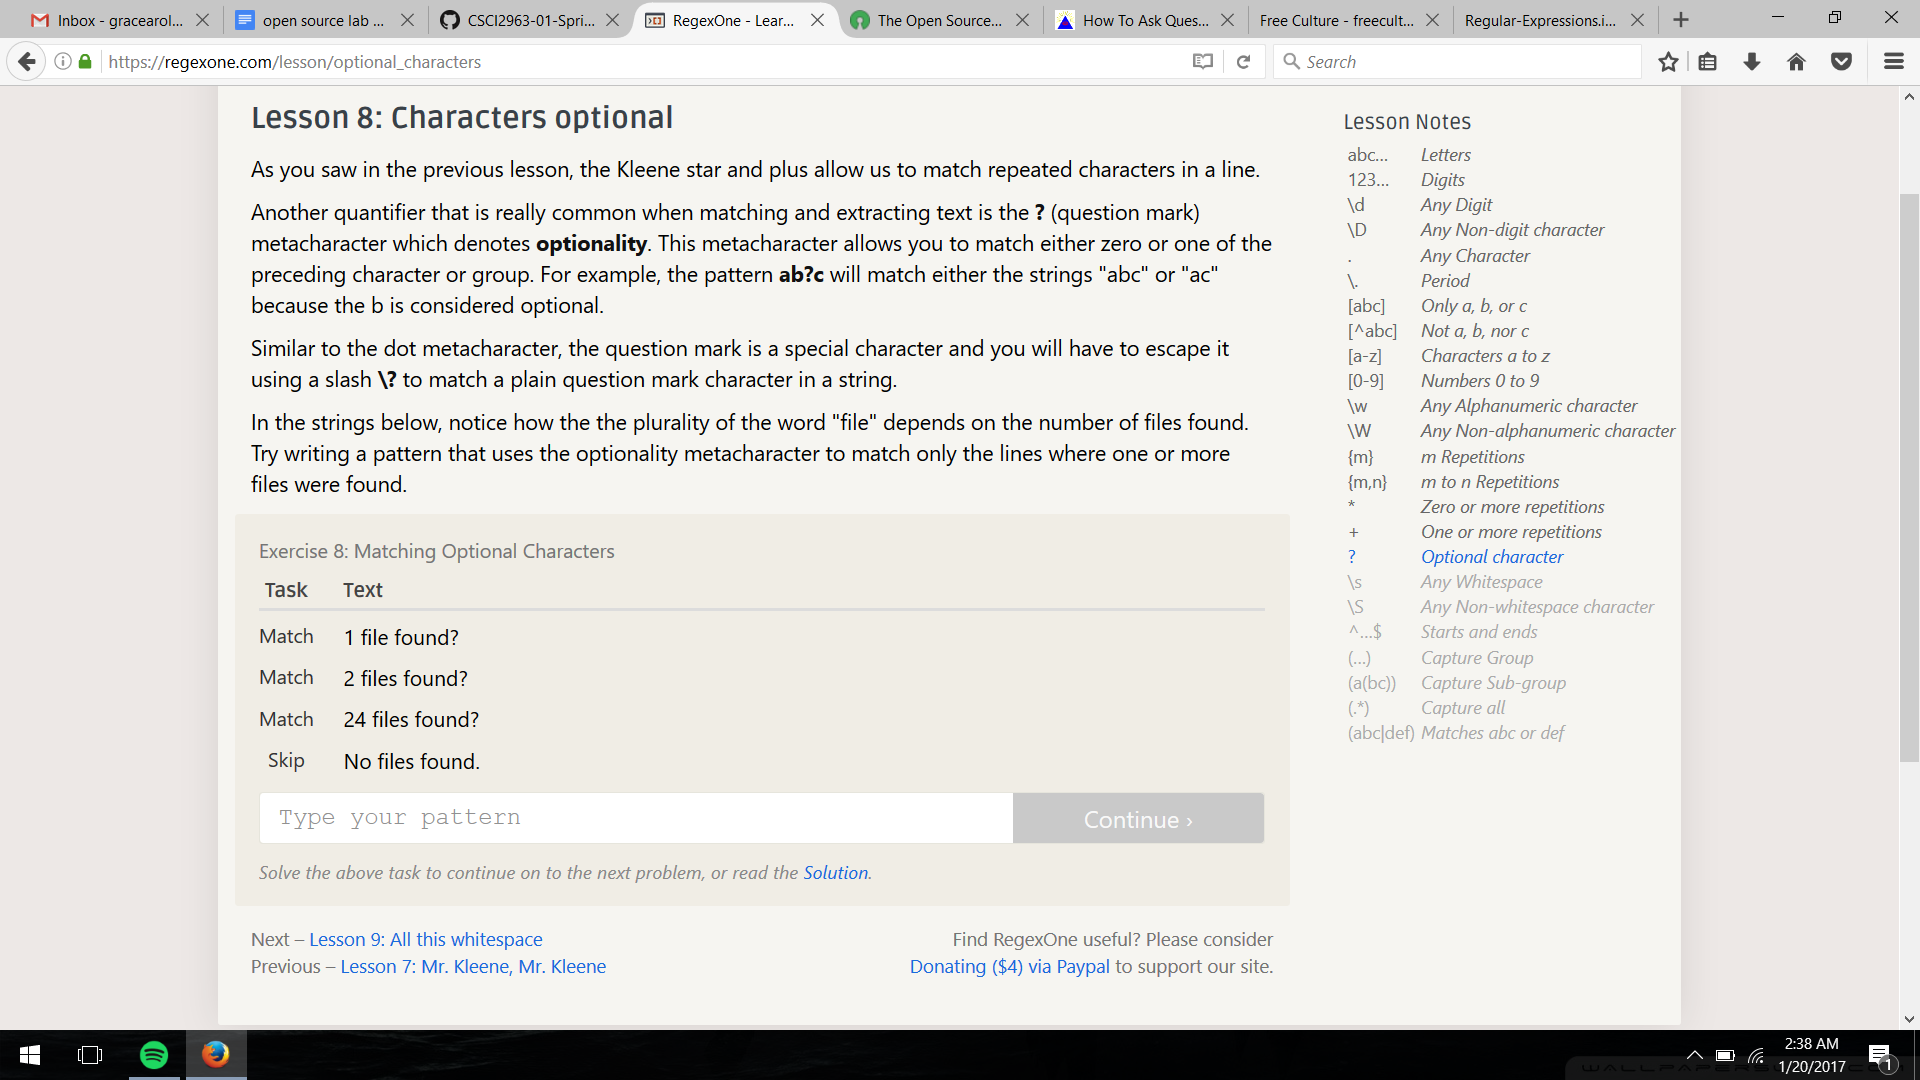 Inbox - gracearol...
open source lab ...
CSCI2963-01-Spri...
RegexOne - Lear...
The Open Source...
How To Ask Ques...
Free Culture - freecult...
Regular-Expressions.i...
https://regexone.com/lesson/optional_characters
Search
Lesson 8: Characters optional
As you saw in the previous lesson, the Kleene star and plus allow us to match repeated characters in a line.
Another quantifier that is really common when matching and extracting text is the ? (question mark)
metacharacter which denotes optionality. This metacharacter allows you to match either zero or one of the
preceding character or group. For example, the pattern ab?c will match either the strings "abc" or "ac"
because the b is considered optional.
Similar to the dot metacharacter, the question mark is a special character and you will have to escape it
using a slash \? to match a plain question mark character in a string.
In the strings below, notice how the the plurality of the word "file" depends on the number of files found.
Try writing a pattern that uses the optionality metacharacter to match only the lines where one or more
files were found.
Exercise 8: Matching Optional Characters
Task Text
Match 1 file found?
Match 2 files found?
Match 24 files found?
Skip No files found.
Type your pattern
Continue ›
Solve the above task to continue on to the next problem, or read the Solution.
Next – Lesson 9: All this whitespace
Previous – Lesson 7: Mr. Kleene, Mr. Kleene
Find RegexOne useful? Please consider
Donating ($4) via Paypal to support our site.
Lesson Notes
abc... Letters
123... Digits
\d Any Digit
\D Any Non-digit character
. Any Character
\. Period
[abc] Only a, b, or c
[^abc] Not a, b, nor c
[a-z] Characters a to z
[0-9] Numbers 0 to 9
\w Any Alphanumeric character
\W Any Non-alphanumeric character
{m} m Repetitions
{m,n} m to n Repetitions
* Zero or more repetitions
+ One or more repetitions
? Optional character
\s Any Whitespace
\S Any Non-whitespace character
^...$ Starts and ends
(...) Capture Group
(a(bc)) Capture Sub-group
(.*) Capture all
(abc|def) Matches abc or def
2:38 AM
1/20/2017
1